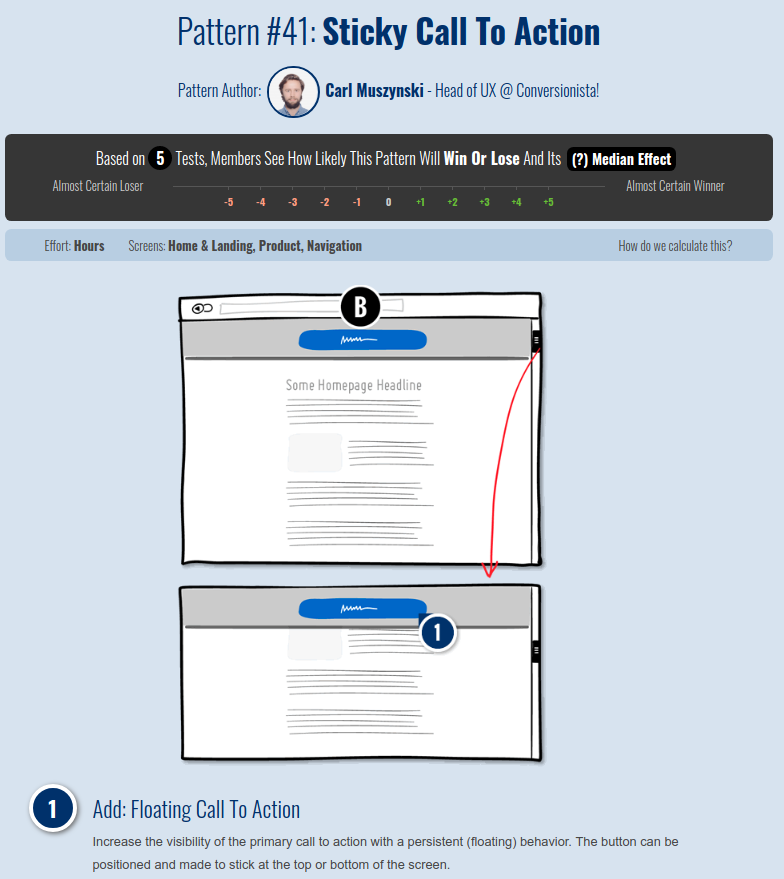 Pattern #41: Sticky Call To Action
Pattern Author: Carl Muszynski - Head of UX @ Conversionista!
Based on 5 Tests, Members See How Likely This Pattern Will Win Or Lose And Its (?) Median Effect
Almost Certain Loser -5 -4 -3 -2 -1 0 +1 +2 +3 +4 +5 Almost Certain Winner
Effort: Hours Screens: Home & Landing, Product, Navigation How do we calculate this?
B
Some Homepage Headline
1
1 Add: Floating Call To Action
Increase the visibility of the primary call to action with a persistent (floating) behavior. The button can be
positioned and made to stick at the top or bottom of the screen.